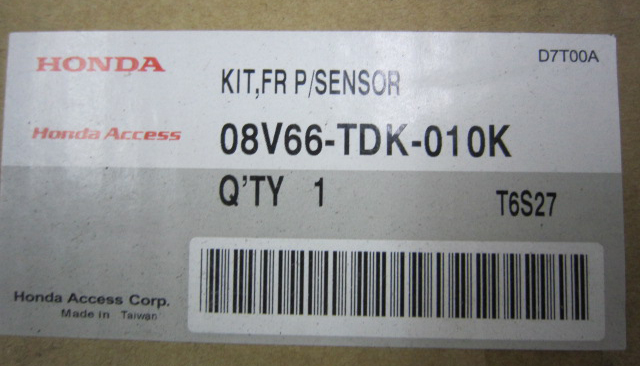 HONDA
D7T00A
KIT,FR P/SENSOR
Honda Access
08V66-TDK-010K
Q'TY 1
T6S27
Honda Access Corp.
Made in Taiwan